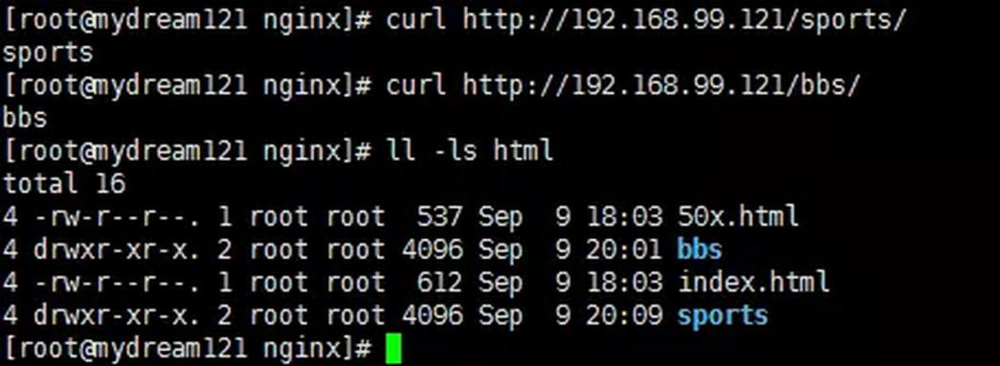 [root@mydream121 nginx]# curl http://192.168.99.121/sports/
sports
[root@mydream121 nginx]# curl http://192.168.99.121/bbs/
bbs
[root@mydream121 nginx]# ll -ls html
total 16
4 -rw-r--r--. 1 root root  537 Sep  9 18:03 50x.html
4 drwxr-xr-x. 2 root root 4096 Sep  9 20:01 bbs
4 -rw-r--r--. 1 root root  612 Sep  9 18:03 index.html
4 drwxr-xr-x. 2 root root 4096 Sep  9 20:09 sports
[root@mydream121 nginx]#